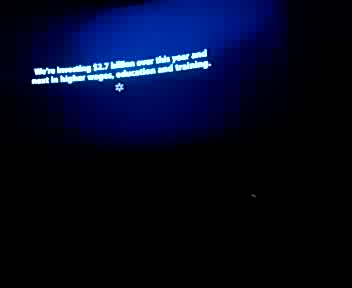 We're investing $2.7 billion over this year and
next in higher wages, education and training.